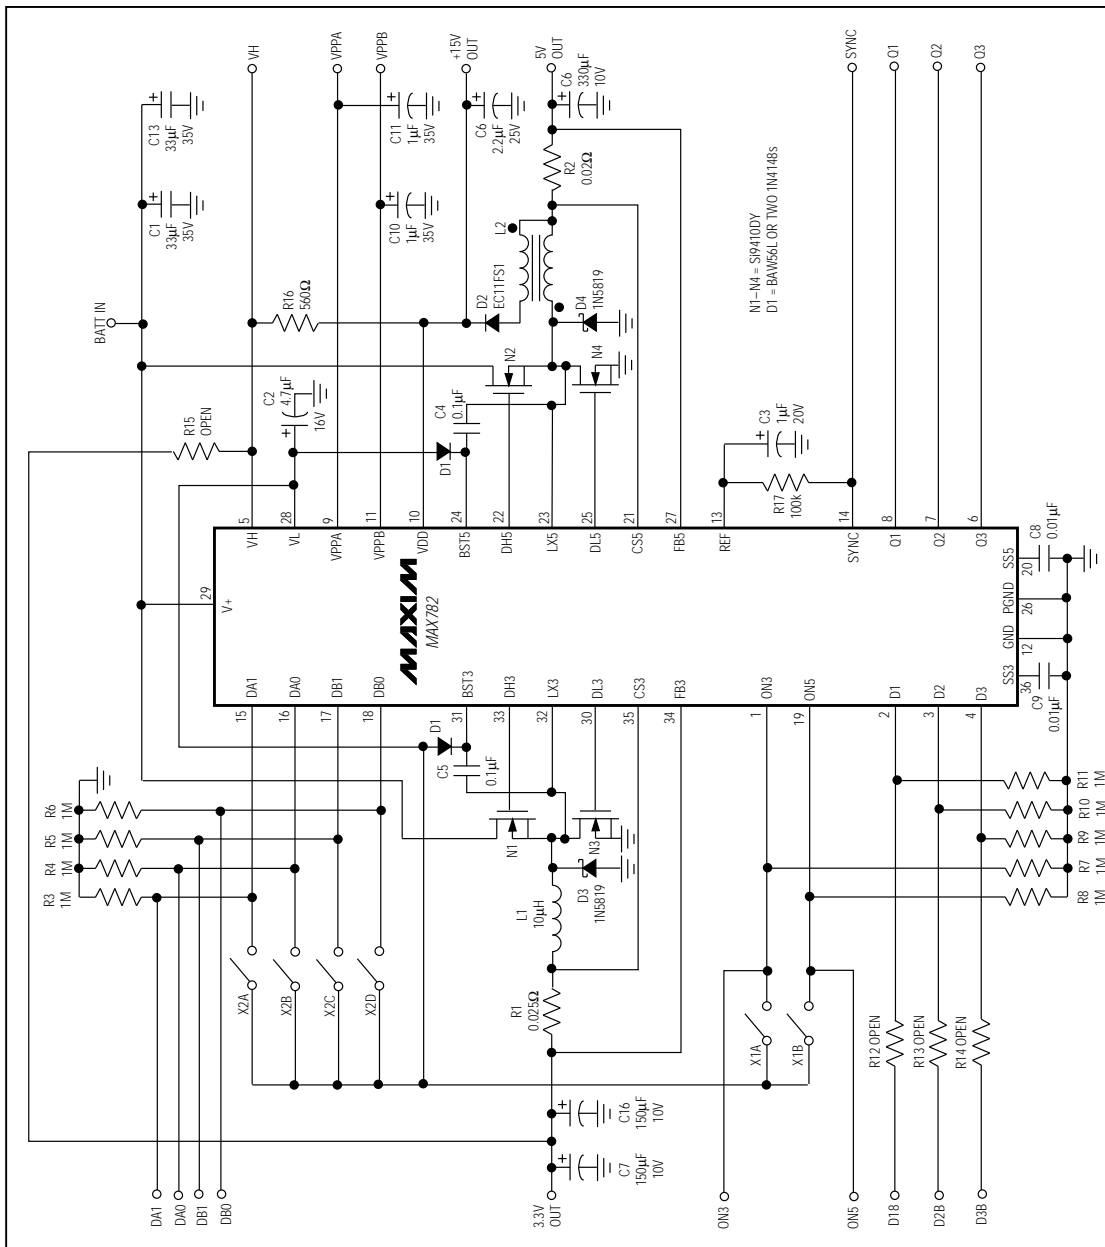 BATT IN
C1
33µF
35V
C13
33µF
35V
VH
VPPA
VPPB
+15V
OUT
5V
OUT
SYNC
Q1
Q2
Q3
C11
1µF
35V
C10
1µF
35V
C6
2.2µF
25V
C6
330µF
10V
R2
0.02Ω
L2
D2
EC11FS1
D4
1N5819
R16
560Ω
N2
N4
R15
OPEN
C2
4.7µF
16V
C4
0.1µF
D1
C3
1µF
20V
R17
100k
N1–N4 = Si9410DY
D1 = BAW56L OR TWO 1N4148s
5
28
9
11
10
24
22
23
25
21
27
13
14
8
7
6
VH
VL
VPPA
VPPB
VDD
BST5
DH5
LX5
DL5
CS5
FB5
REF
SYNC
Q1
Q2
Q3
29
V+
MAXIM
MAX782
SS5
20
C8
0.01µF
PGND
26
GND
12
SS3
36
C9
0.01µF
DA1
DA0
DB1
DB0
BST3
DH3
LX3
DL3
CS3
FB3
ON3
ON5
D1
D2
D3
15
16
17
18
31
33
32
30
35
34
1
19
2
3
4
R6
1M
R5
1M
R4
1M
R3
1M
D1
C5
0.1µF
N1
N3
D3
1N5819
L1
10µH
R1
0.025Ω
X2A
X2B
X2C
X2D
X1A
X1B
R11
1M
R10
1M
R9
1M
R7
1M
R8
1M
R12 OPEN
R13 OPEN
R14 OPEN
C16
150µF
10V
C7
150µF
10V
DA1
DA0
DB1
DB0
3.3V
OUT
ON3
ON5
D18
D2B
D3B